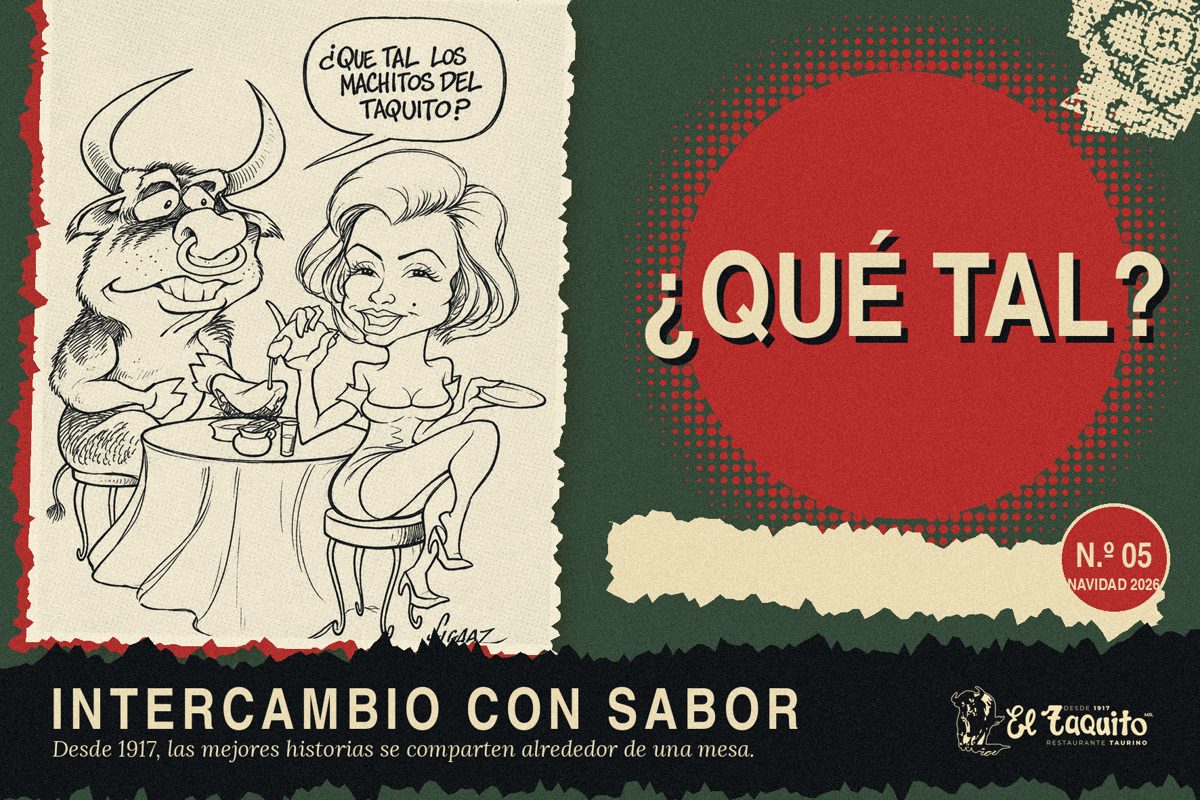 ¿QUE TAL LOS
MACHITOS DEL
TAQUITO?
¿QUÉ TAL?
N.º 05
NAVIDAD 2026
INTERCAMBIO CON SABOR
Desde 1917, las mejores historias se comparten alrededor de una mesa.
DESDE 1917
El Taquito MR
RESTAURANTE TAURINO